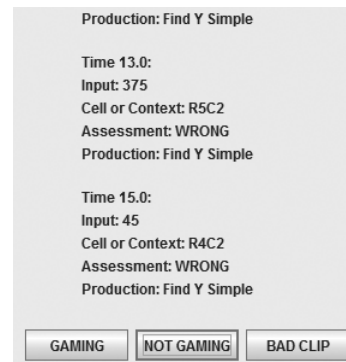 Production: Find Y Simple
Time 13.0:
Input: 375
Cell or Context: R5C2
Assessment: WRONG
Production: Find Y Simple
Time 15.0:
Input: 45
Cell or Context: R4C2
Assessment: WRONG
Production: Find Y Simple
GAMING NOT GAMING BAD CLIP